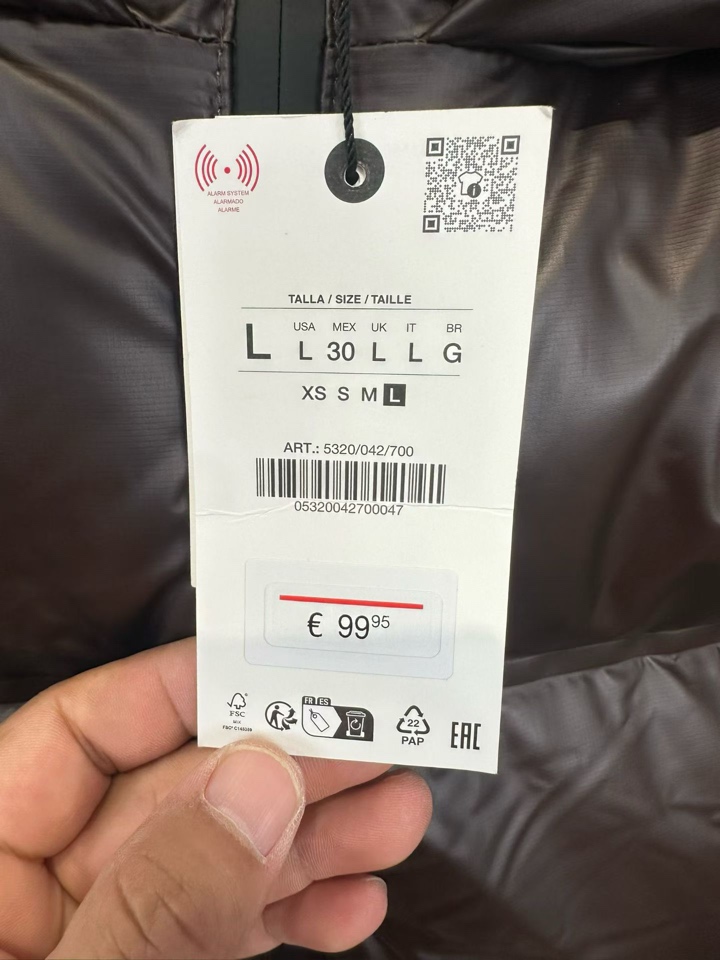 ALARM SYSTEM
ALARMADO
ALARME
TALLA / SIZE / TAILLE
USA MEX UK IT BR
L L 30 L L G
XS S M L
ART.: 5320/042/700
05320042700047
€ 99 95
FR ES
FSC
MIX
22
PAP
EAC